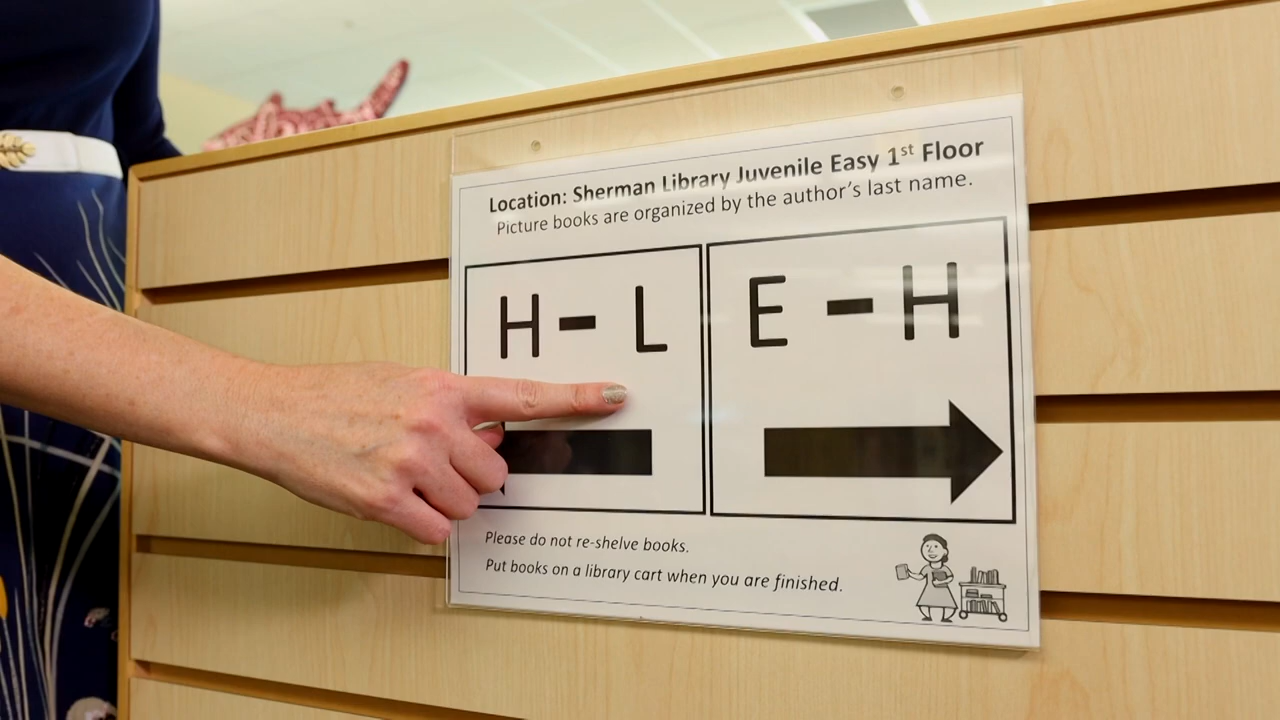 Location: Sherman Library Juvenile Easy 1st Floor
Picture books are organized by the author's last name.
H - L
E - H
Please do not re-shelve books.
Put books on a library cart when you are finished.